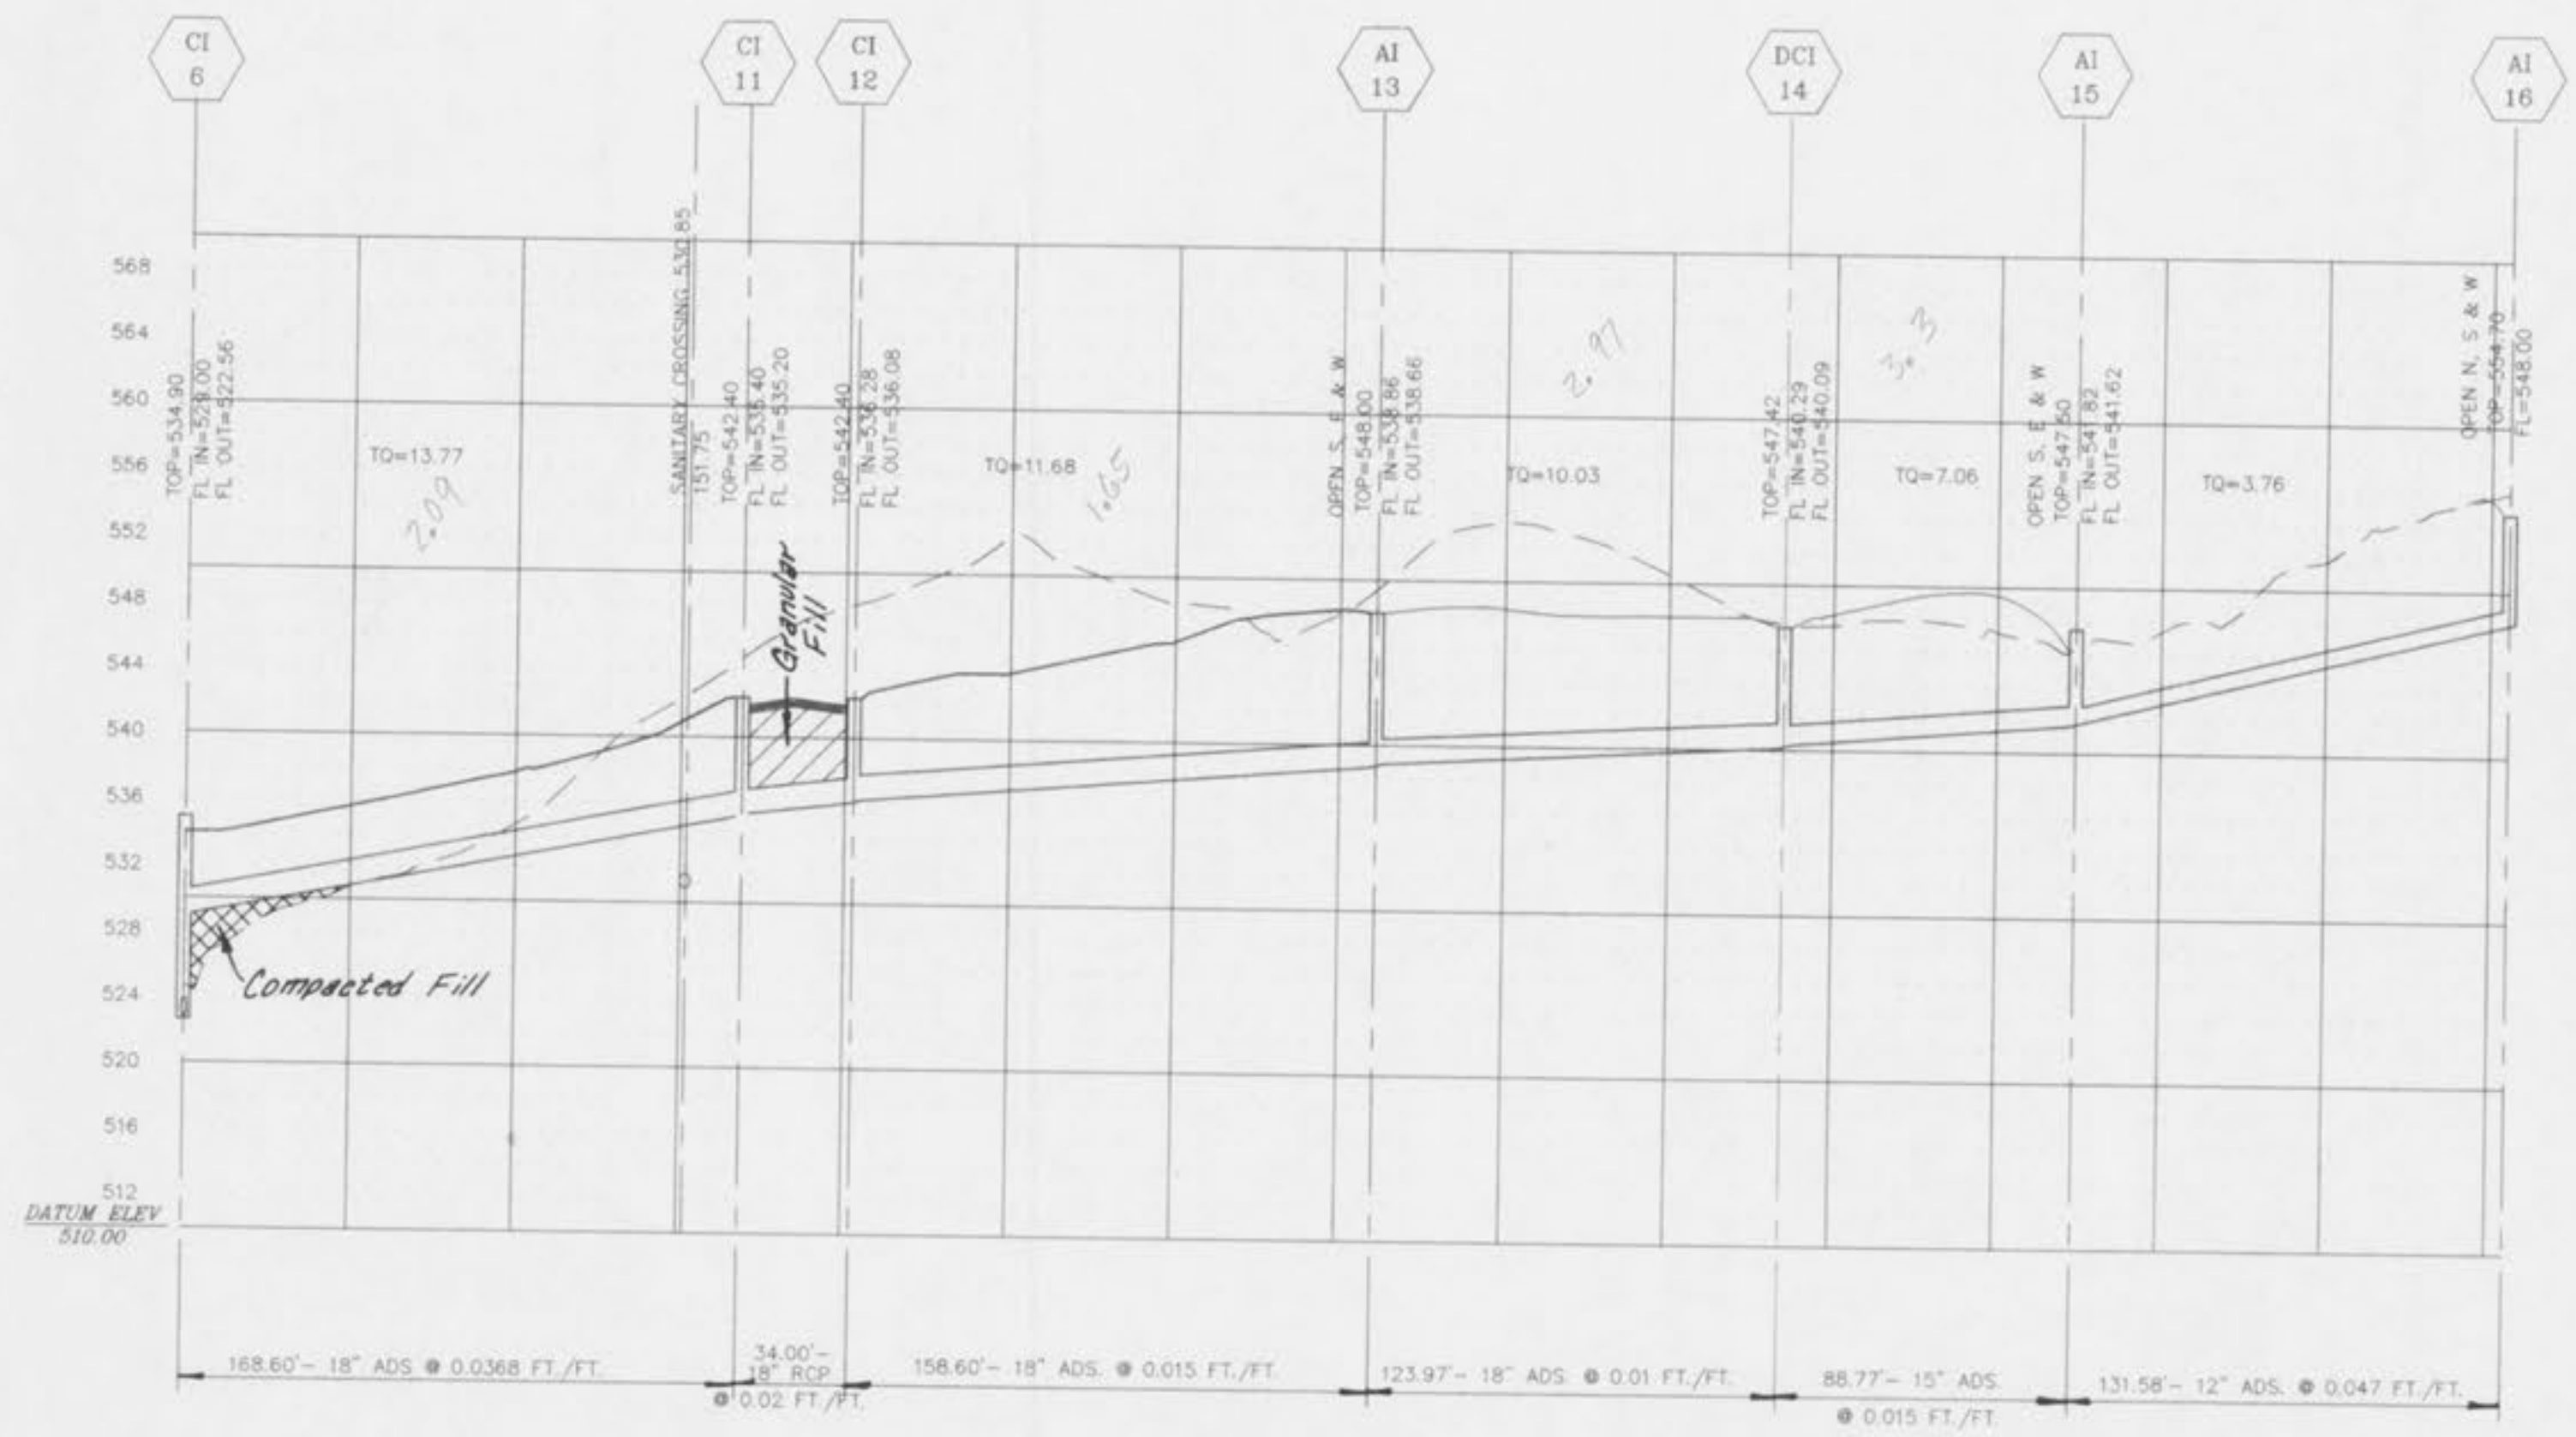 CI
6
CI
11
CI
12
AI
13
DCI
14
AI
15
AI
16
568
564
560
556
552
548
544
540
536
532
528
524
520
516
512
DATUM ELEV
510.00
TOP=534.90
FL IN=529.00
FL OUT=522.56
TQ=13.77
2.09
SANITARY CROSSING 530.85
151.75
TOP=542.40
FL IN=535.40
FL OUT=535.20
Granular
Fill
TOP=542.40
FL IN=536.28
FL OUT=536.08
TQ=11.68
1.65
OPEN S, E & W
TOP=548.00
FL IN=538.86
FL OUT=538.66
TQ=10.03
2.97
TOP=547.42
FL IN=540.29
FL OUT=540.09
TQ=7.06
3.3
OPEN S, E & W
TOP=547.50
FL IN=541.82
FL OUT=541.62
TQ=3.76
OPEN N, S & W
TOP=554.70
FL=548.00
Compacted Fill
168.60'- 18" ADS @ 0.0368 FT./FT.
34.00'-
18" RCP
@ 0.02 FT./FT.
158.60'- 18" ADS. @ 0.015 FT./FT.
123.97'- 18" ADS. @ 0.01 FT./FT.
88.77'- 15" ADS
@ 0.015 FT./FT.
131.58'- 12" ADS. @ 0.047 FT./FT.